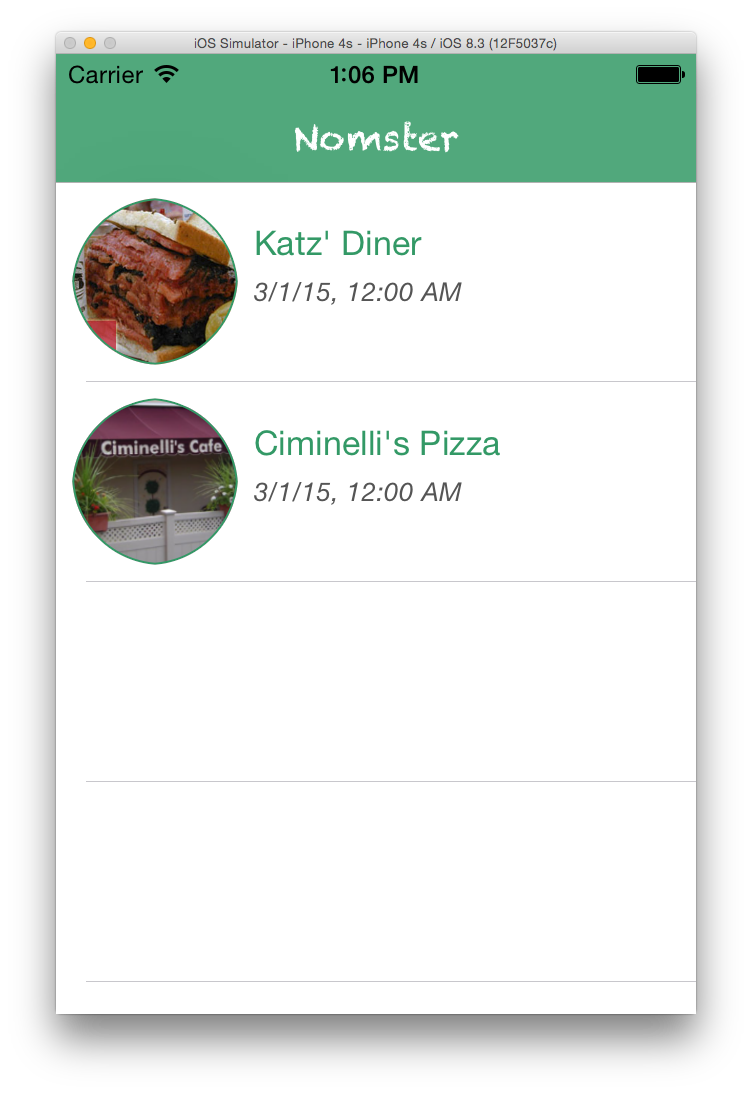 iOS Simulator - iPhone 4s - iPhone 4s / iOS 8.3 (12F5037c)
Carrier 1:06 PM
Nomster
Katz' Diner
3/1/15, 12:00 AM
Ciminelli's Cafe
Ciminelli's Pizza
3/1/15, 12:00 AM